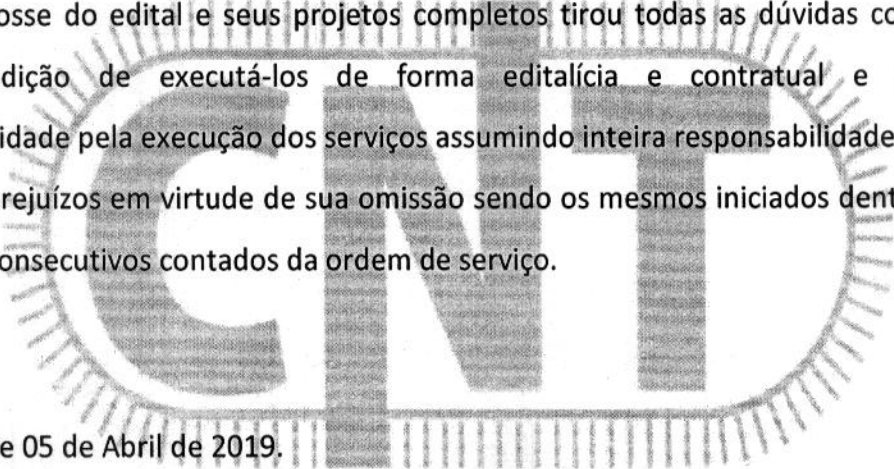 osse do edital e seus projetos completos tirou todas as dúvidas co
dição de executá-los de forma editalícia e contratual e
idade pela execução dos serviços assumindo inteira responsabilidade
rejuízos em virtude de sua omissão sendo os mesmos iniciados dent
onsecutivos contados da ordem de serviço.
CNT
e 05 de Abril de 2019.